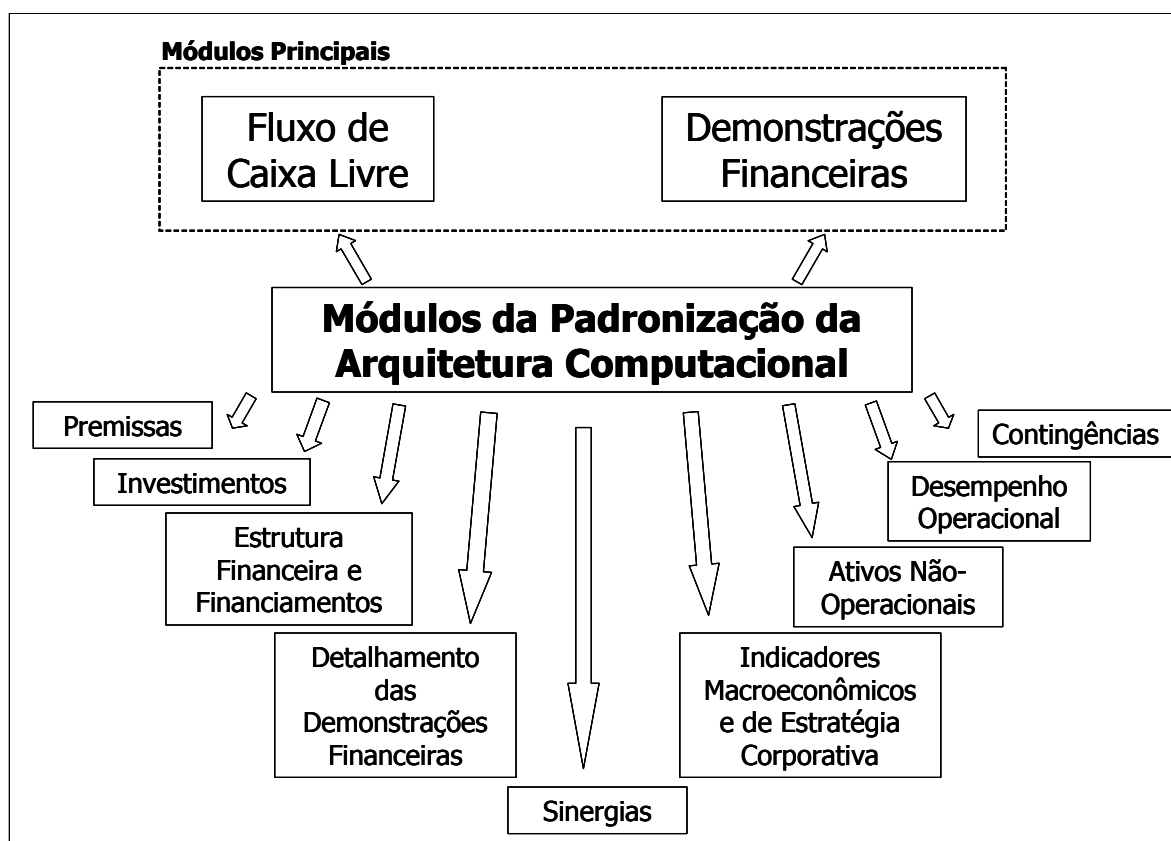 Módulos Principais
Fluxo de
Caixa Livre
Demonstrações
Financeiras
Módulos da Padronização da
Arquitetura Computacional
Premissas
Investimentos
Estrutura
Financeira e
Financiamentos
Detalhamento
das
Demonstrações
Financeiras
Sinergias
Indicadores
Macroeconômicos
e de Estratégia
Corporativa
Ativos Não-
Operacionais
Desempenho
Operacional
Contingências